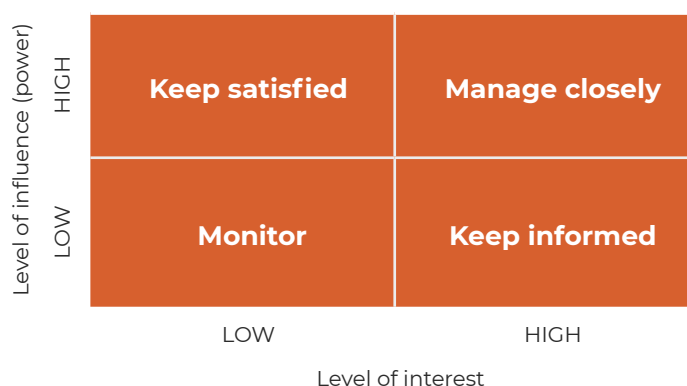 Level of influence (power)
HIGH
Keep satisfied
Manage closely
LOW
Monitor
Keep informed
LOW
HIGH
Level of interest